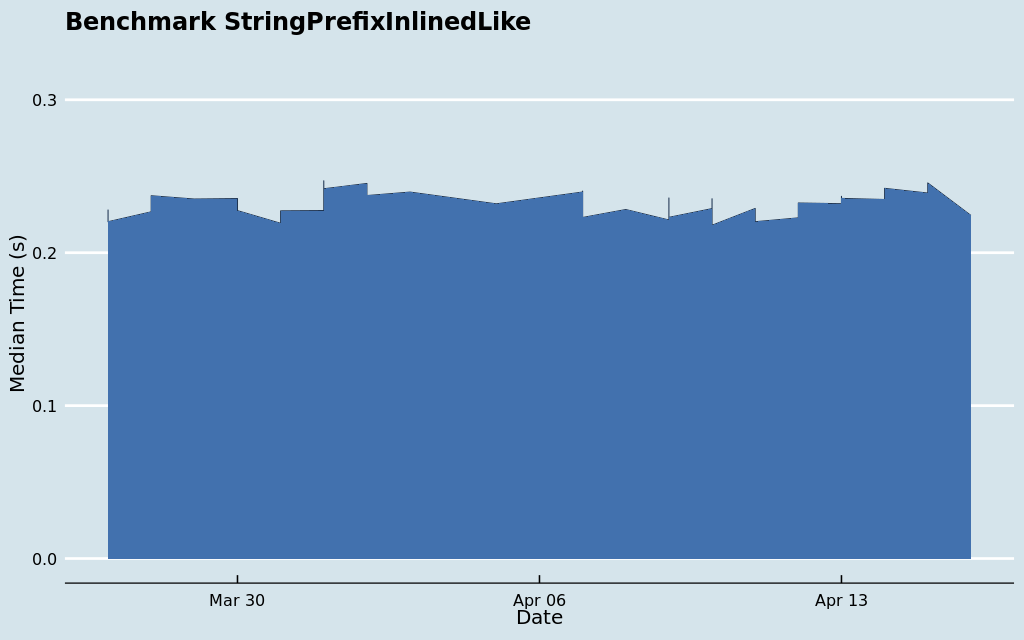 Benchmark StringPrefixInlinedLike
0.3
0.2
0.1
0.0
Median Time (s)
Mar 30
Apr 06
Apr 13
Date